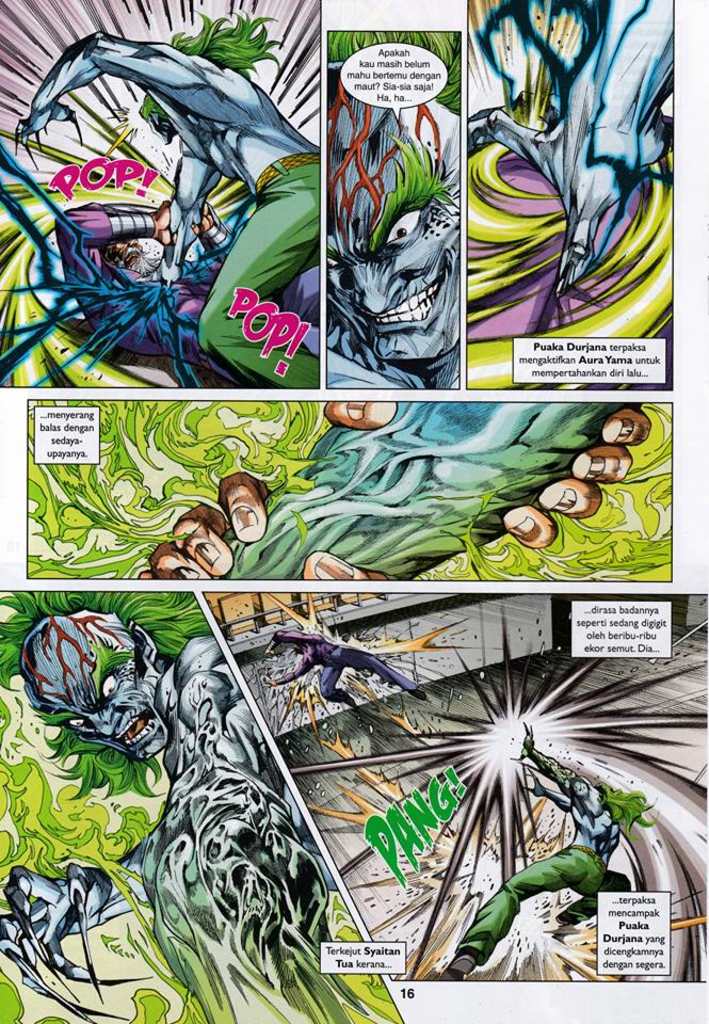 POP!
POP!
Apakah
kau masih belum
mahu bertemu dengan
maut? Sia-sia saja!
Ha, ha...
Puaka Durjana terpaksa
mengaktifkan Aura Yama untuk
mempertahankan diri lalu...
...menyerang
balas dengan
sedaya-
upayanya.
Terkejut Syaitan
Tua kerana...
...dirasa badannya
seperti sedang digigit
oleh beribu-ribu
ekor semut. Dia...
PANG!
...terpaksa
mencampak
Puaka
Durjana yang
dicengkamnya
dengan segera.
16